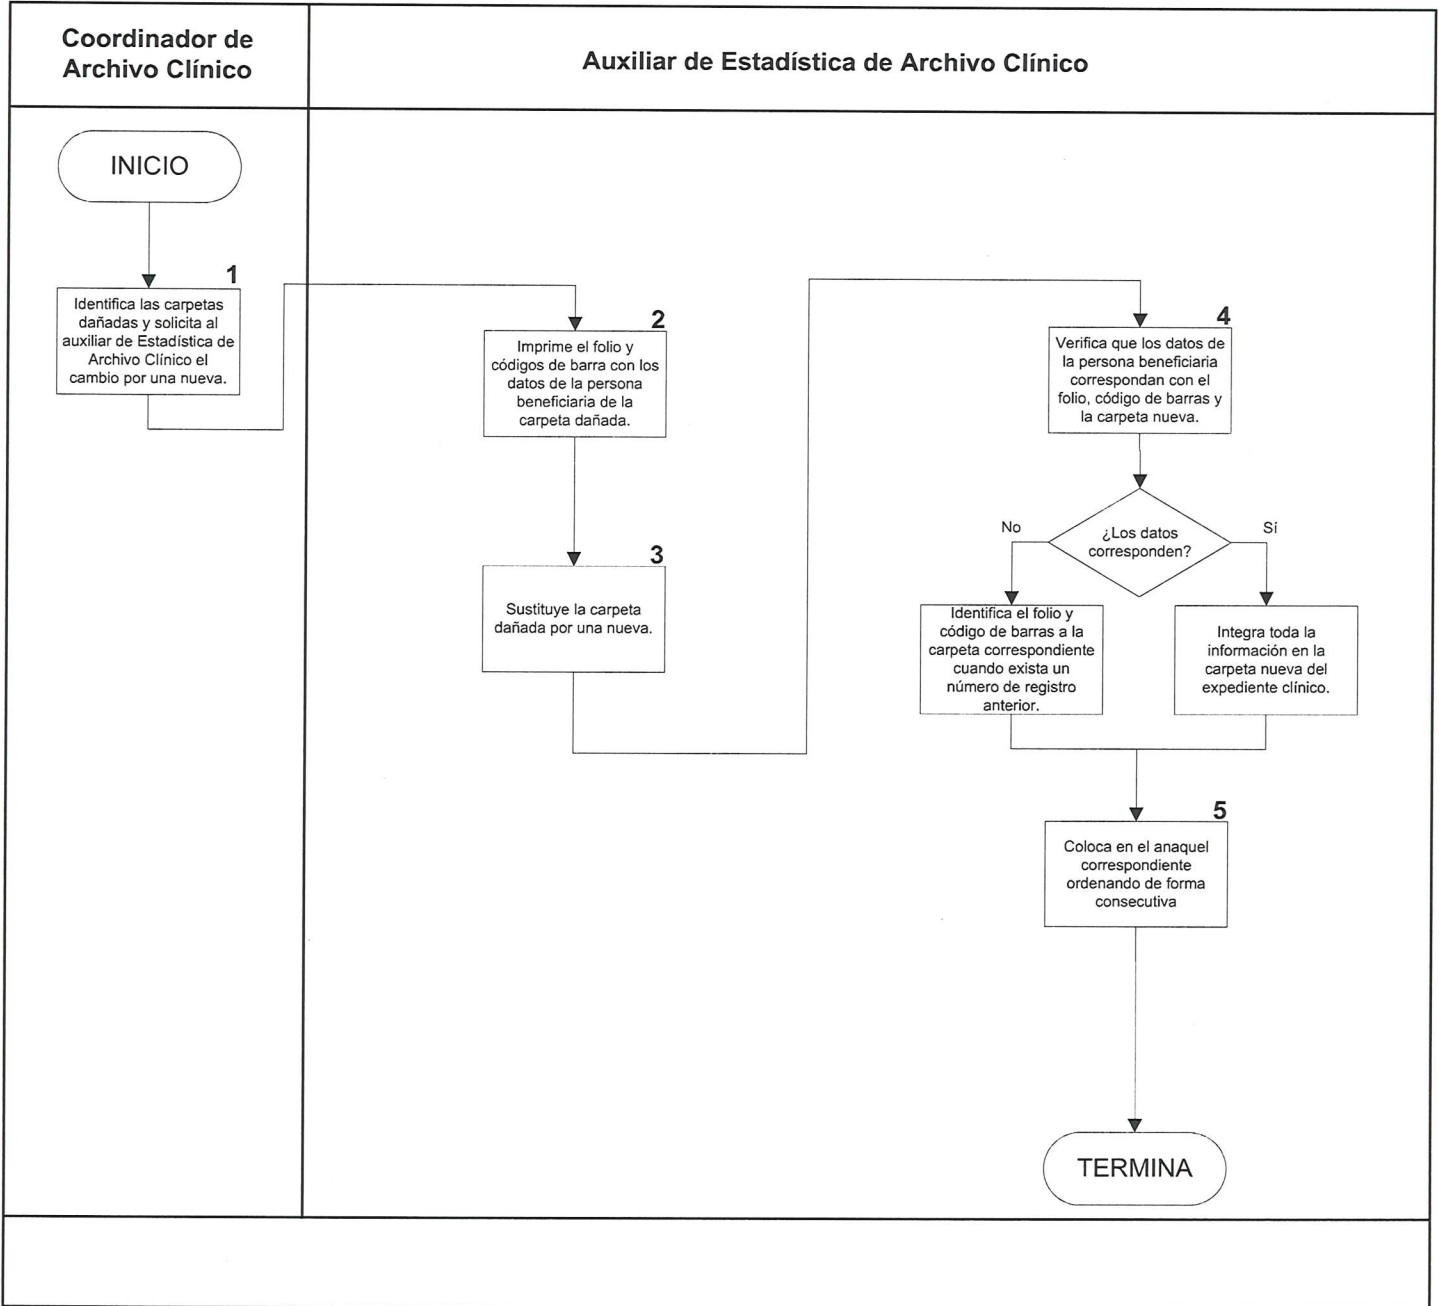 Coordinador de
Archivo Clínico
Auxiliar de Estadística de Archivo Clínico
INICIO
1
Identifica las carpetas
dañadas y solicita al
auxiliar de Estadística de
Archivo Clínico el
cambio por una nueva.
2
Imprime el folio y
códigos de barra con los
datos de la persona
beneficiaria de la
carpeta dañada.
3
Sustituye la carpeta
dañada por una nueva.
4
Verifica que los datos de
la persona beneficiaria
correspondan con el
folio, código de barras y
la carpeta nueva.
¿Los datos
corresponden?
No
Sí
Identifica el folio y
código de barras a la
carpeta correspondiente
cuando exista un
número de registro
anterior.
Integra toda la
información en la
carpeta nueva del
expediente clínico.
5
Coloca en el anaquel
correspondiente
ordenando de forma
consecutiva
TERMINA